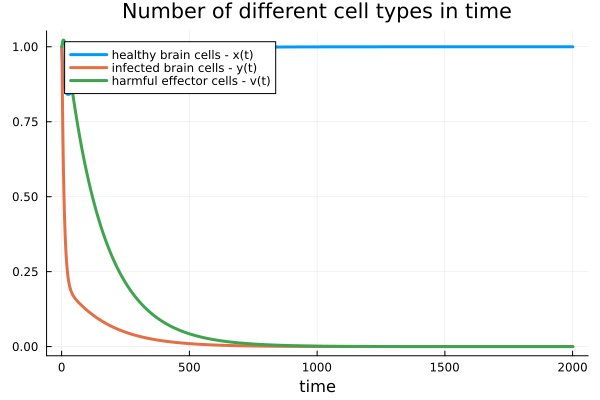 Number of different cell types in time
healthy brain cells - x(t)
infected brain cells - y(t)
harmful effector cells - v(t)
1.00
0.75
0.50
0.25
0.00
0 500 1000 1500 2000
time